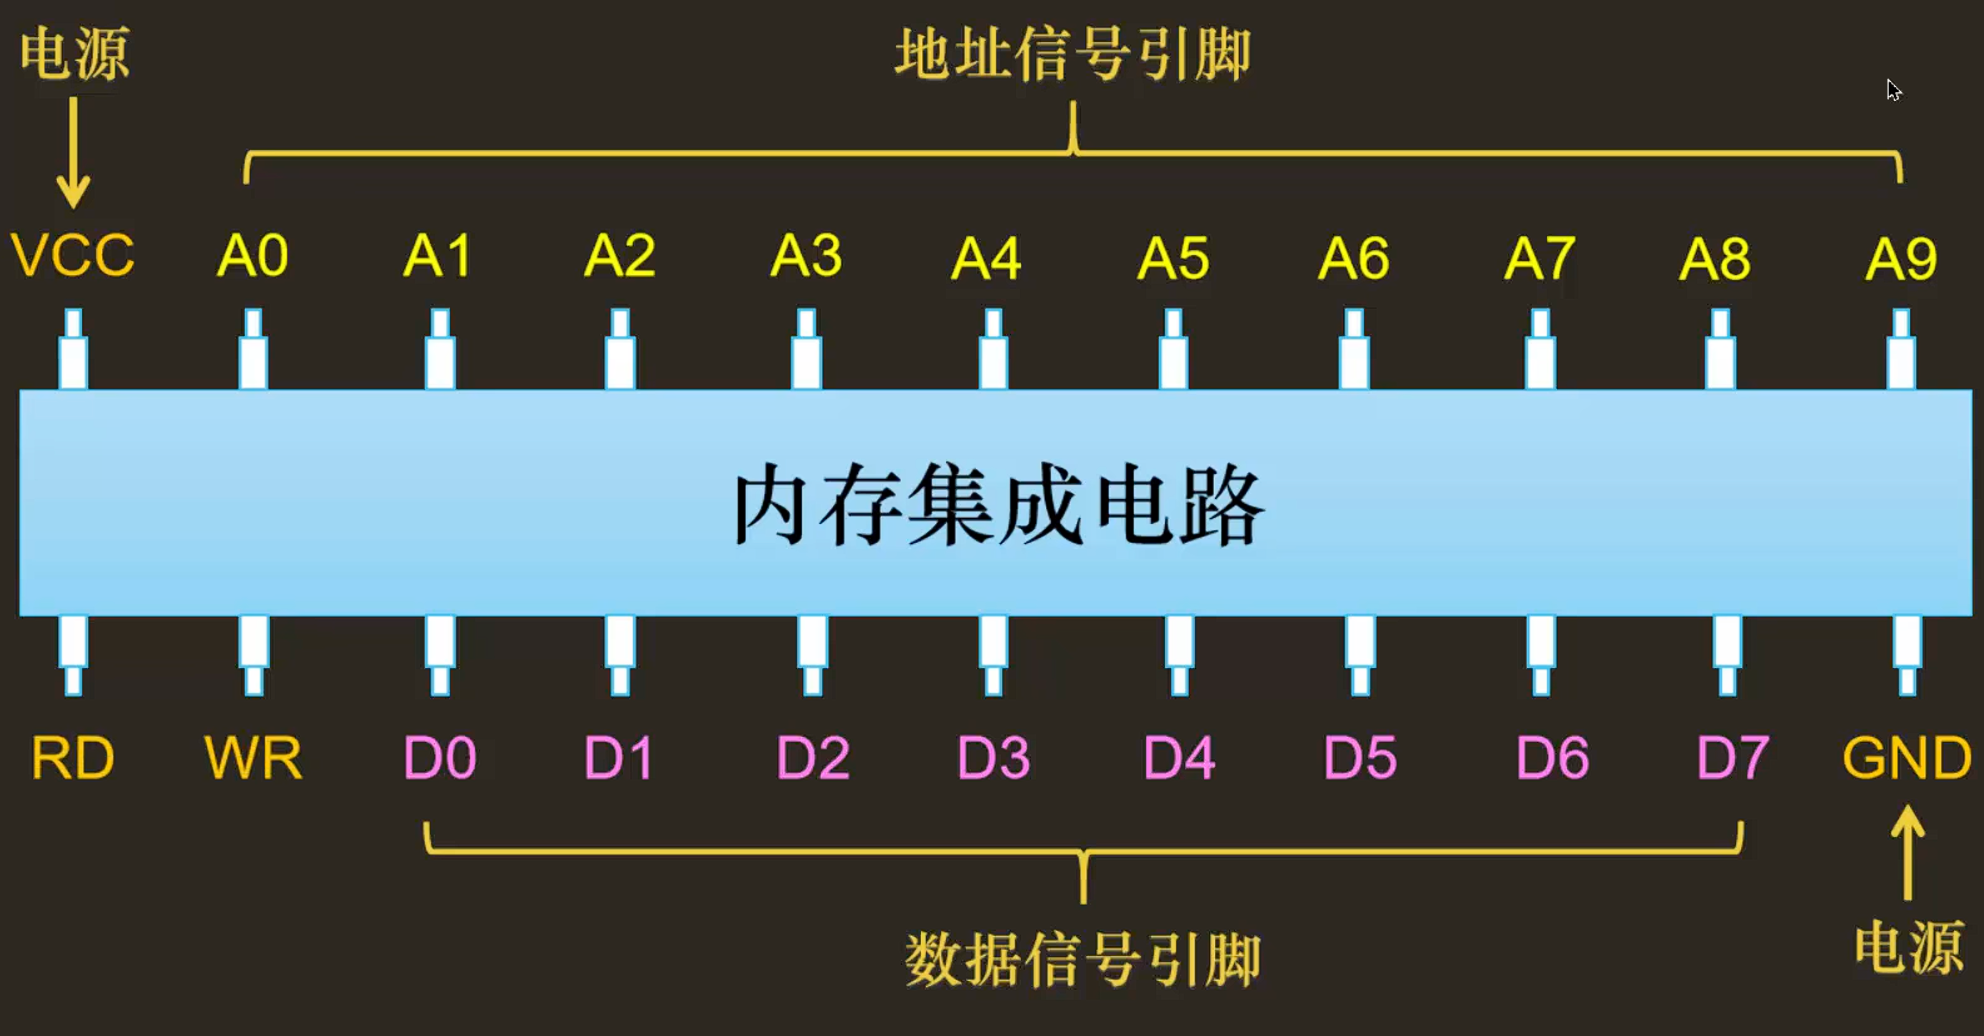 电源
地址信号引脚
VCC A0 A1 A2 A3 A4 A5 A6 A7 A8 A9
内存集成电路
RD WR D0 D1 D2 D3 D4 D5 D6 D7 GND
数据信号引脚
电源